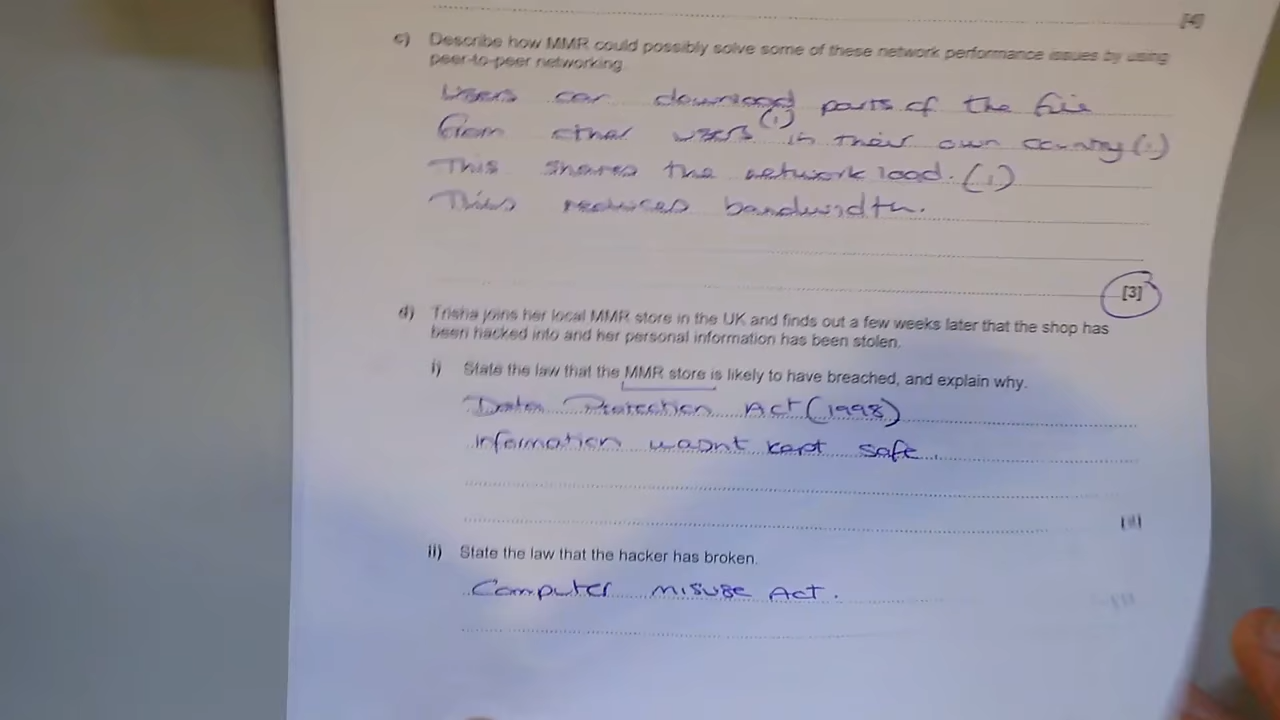 [4]
c) Describe how MMR could possibly solve some of these network performance issues by using
peer-to-peer networking.
Users can download parts of the file
(1)
from other users in their own country (1)
This shares the network load. (1)
This reduces bandwidth.
[3]
d) Trisha joins her local MMR store in the UK and finds out a few weeks later that the shop has
been hacked into and her personal information has been stolen.
i) State the law that the MMR store is likely to have breached, and explain why.
Data Protection Act (1998)
information wasnt kept safe.
ii) State the law that the hacker has broken.
Computer misuse Act.
[1]